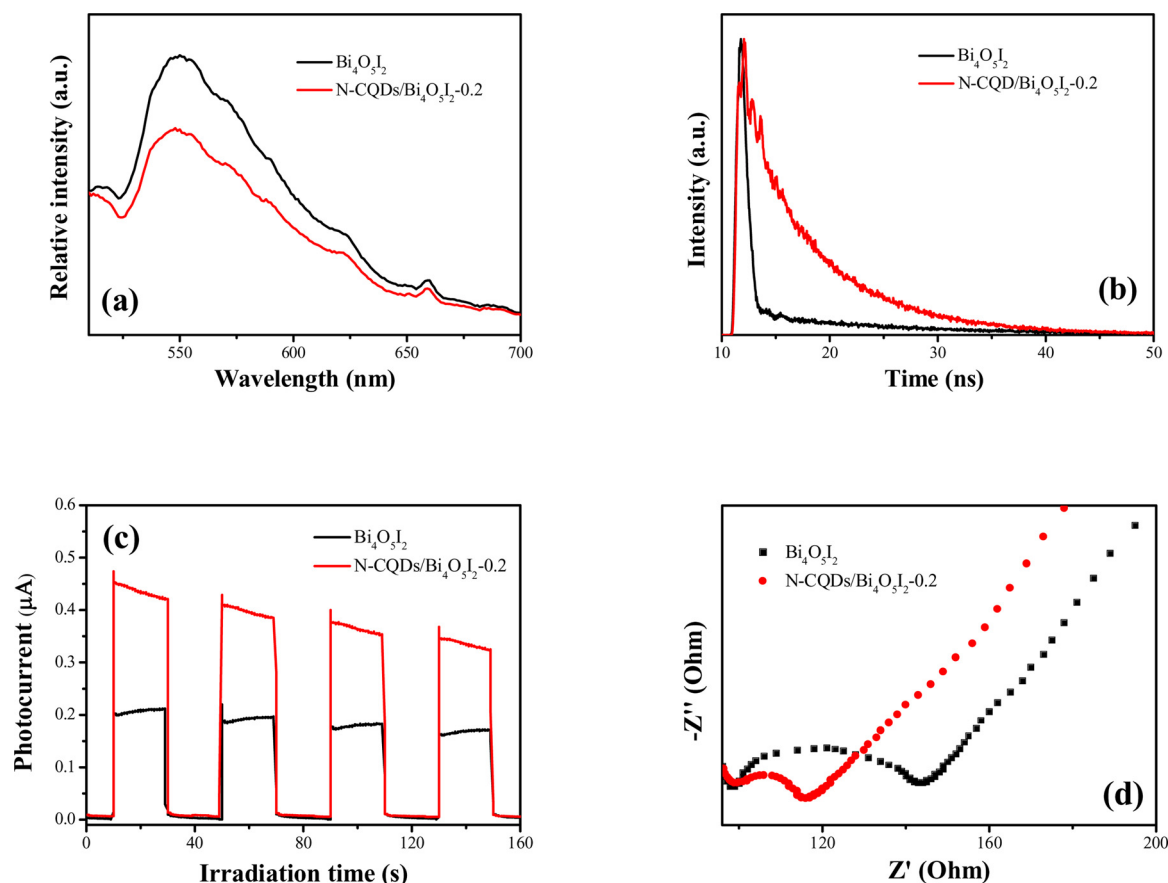 Relative intensity (a.u.)
Bi₄O₅I₂
N-CQDs/Bi₄O₅I₂-0.2
(a)
550 600 650 700
Wavelength (nm)
Intensity (a.u.)
Bi₄O₅I₂
N-CQD/Bi₄O₅I₂-0.2
(b)
10 20 30 40 50
Time (ns)
Photocurrent (μA)
0.6
0.5
0.4
0.3
0.2
0.1
0.0
(c)
Bi₄O₅I₂
N-CQDs/Bi₄O₅I₂-0.2
0 40 80 120 160
Irradiation time (s)
-Z'' (Ohm)
Bi₄O₅I₂
N-CQDs/Bi₄O₅I₂-0.2
(d)
120 160 200
Z' (Ohm)